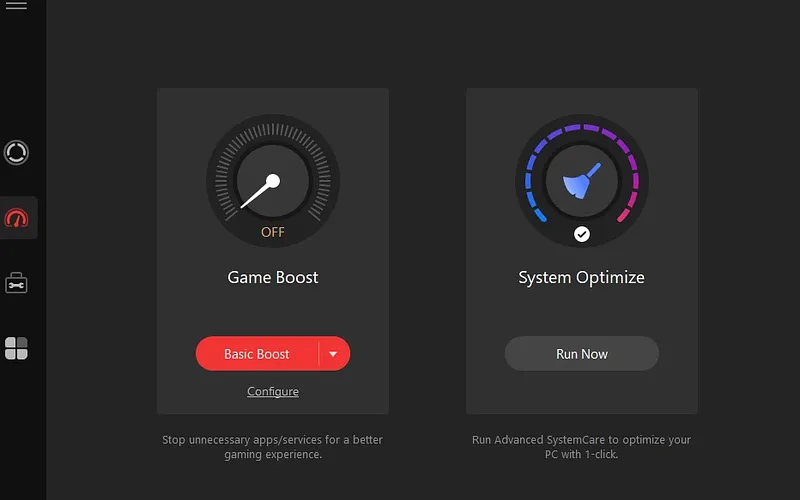 OFF
Game Boost
Basic Boost
Configure
Stop unnecessary apps/services for a better
gaming experience.
System Optimize
Run Now
Run Advanced SystemCare to optimize your
PC with 1-click.